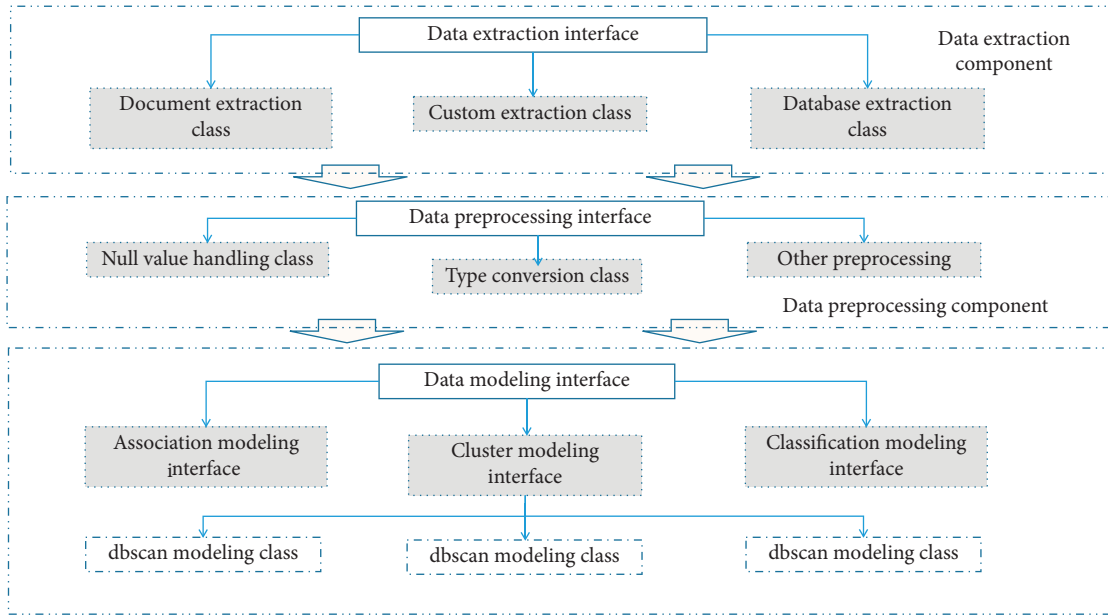 Data extraction interface
Data extraction
component
Document extraction
class
Custom extraction class
Database extraction
class
Data preprocessing interface
Null value handling class
Type conversion class
Other preprocessing
Data preprocessing component
Data modeling interface
Association modeling
interface
Cluster modeling
interface
Classification modeling
interface
dbscan modeling class
dbscan modeling class
dbscan modeling class